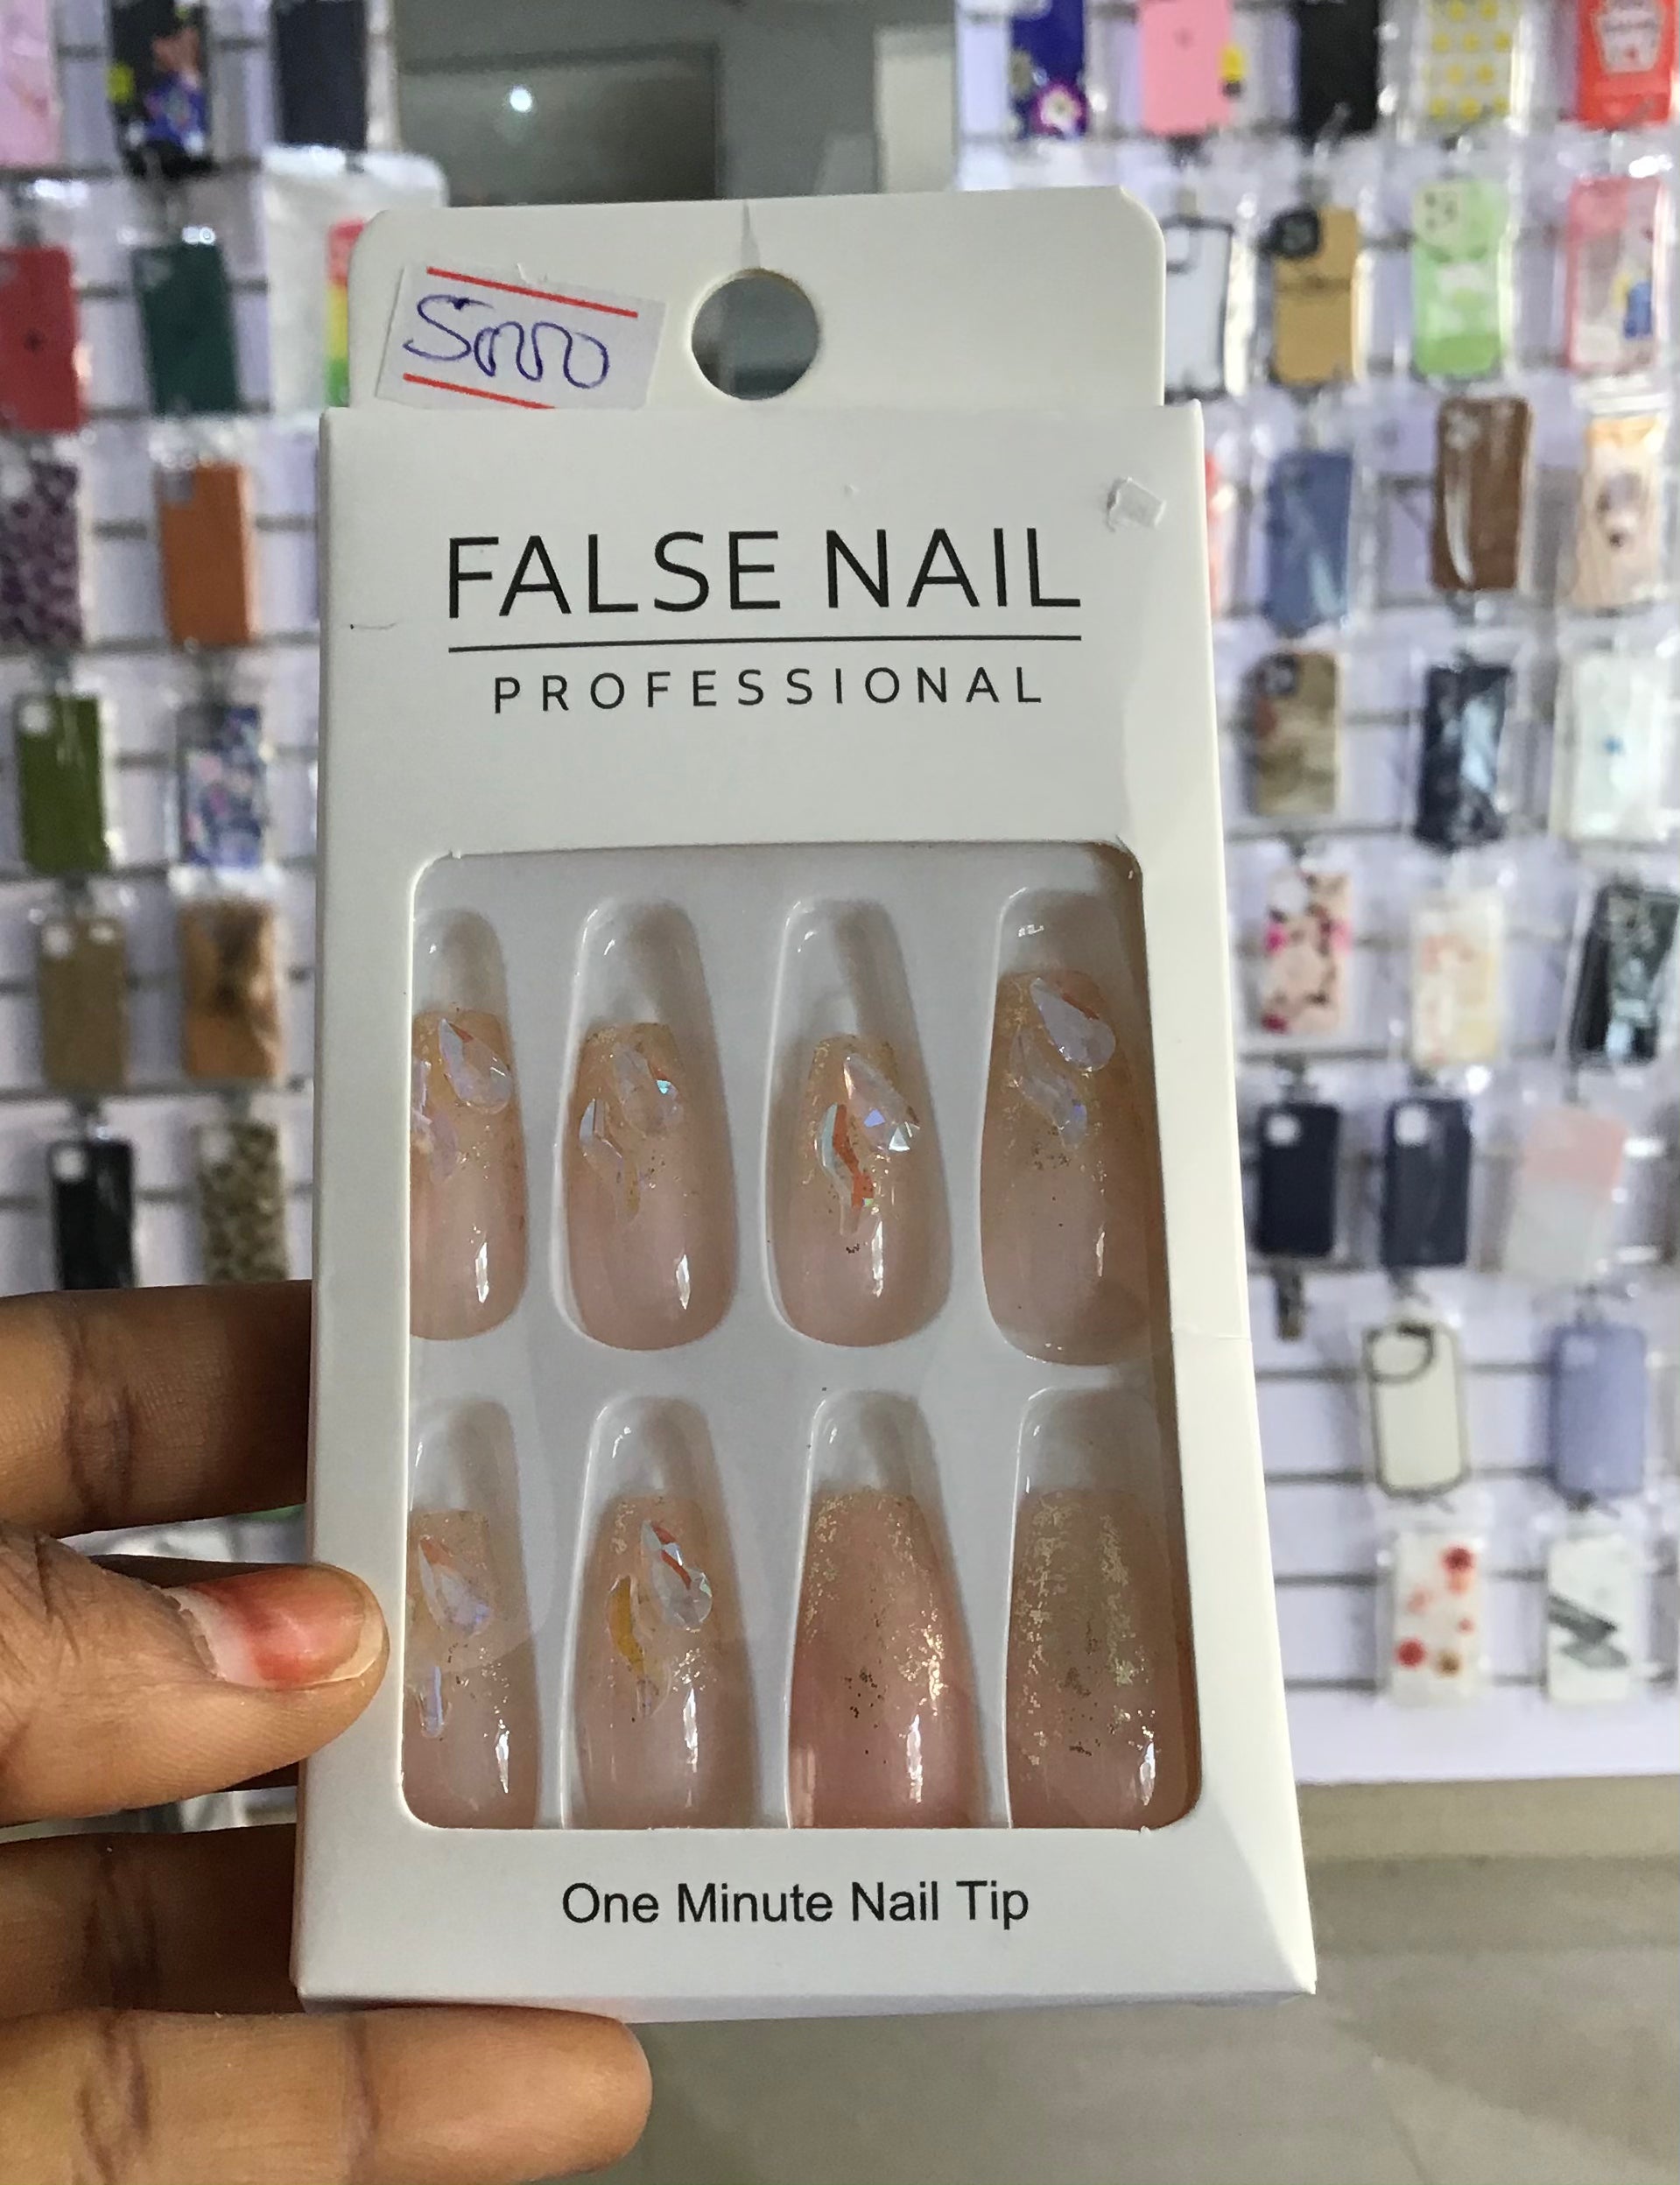 5000
FALSE NAIL
PROFESSIONAL
One Minute Nail Tip